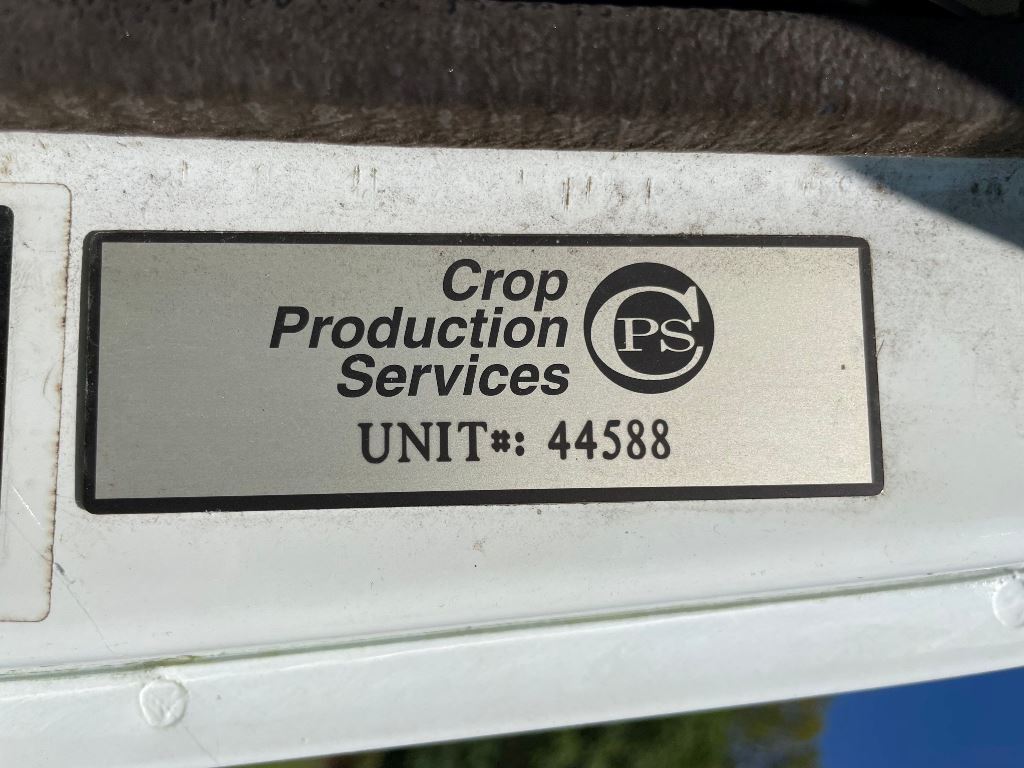 Crop
Production
Services
CPS
UNIT#: 44588